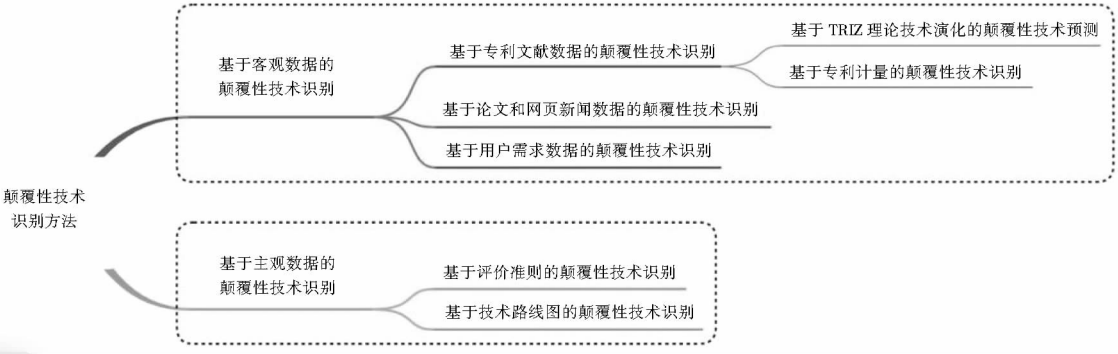 颠覆性技术
识别方法
基于客观数据的
颠覆性技术识别
基于专利文献数据的颠覆性技术识别
基于 TRIZ 理论技术演化的颠覆性技术预测
基于专利计量的颠覆性技术识别
基于论文和网页新闻数据的颠覆性技术识别
基于用户需求数据的颠覆性技术识别
基于主观数据的
颠覆性技术识别
基于评价准则的颠覆性技术识别
基于技术路线图的颠覆性技术识别